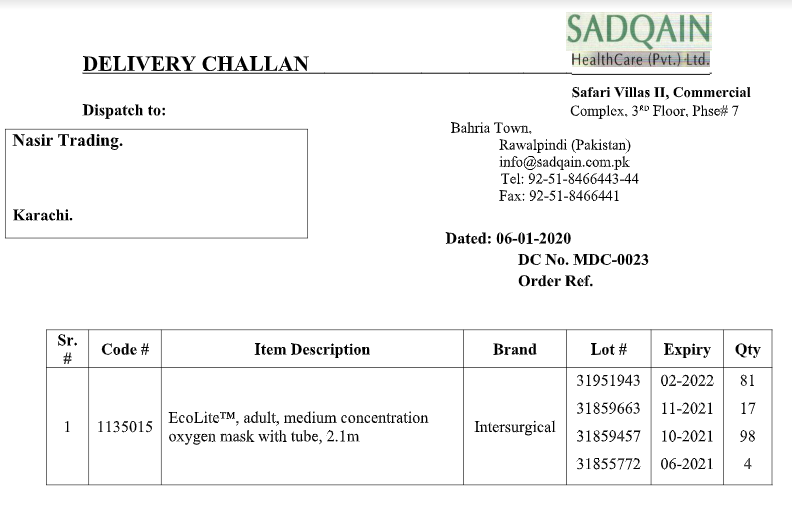 SADQAIN
HealthCare (Pvt.) Ltd.
DELIVERY CHALLAN
Safari Villas II, Commercial
Complex, 3RD Floor, Phse# 7
Dispatch to:
Bahria Town,
Nasir Trading.
Rawalpindi (Pakistan)
info@sadqain.com.pk
Tel: 92-51-8466443-44
Fax: 92-51-8466441
Karachi.
Dated: 06-01-2020
DC No. MDC-0023
Order Ref.
Sr. # Code # Item Description Brand Lot # Expiry Qty
1 1135015 EcoLite™, adult, medium concentration oxygen mask with tube, 2.1m Intersurgical
31951943 02-2022 81
31859663 11-2021 17
31859457 10-2021 98
31855772 06-2021 4